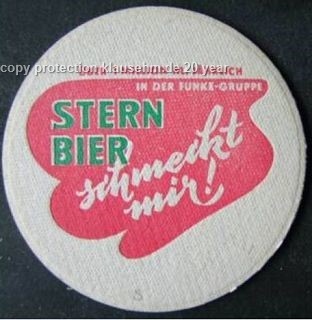 copy protection klausehm.de 20 year
IN DER FUNKE-GRUPPE
STERN
BIER
schmeckt
mir!
S